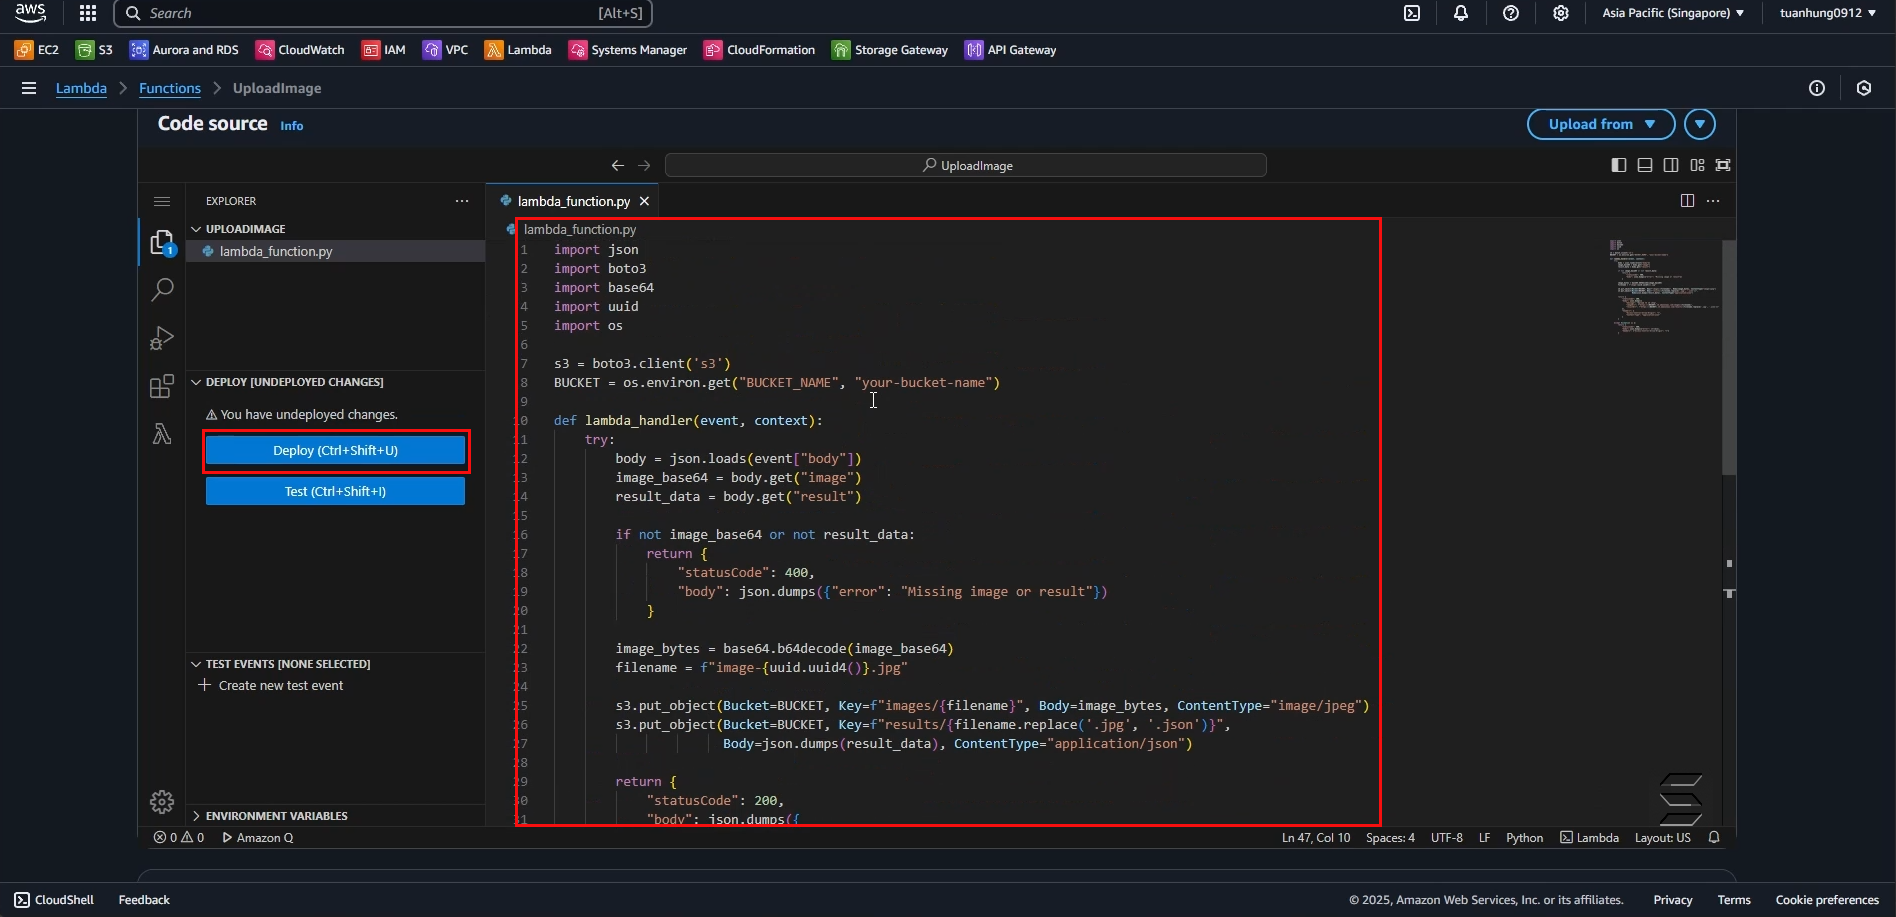 aws
Search [Alt+S]
Asia Pacific (Singapore) ▼ tuanhung0912 ▼
EC2 S3 Aurora and RDS CloudWatch IAM VPC Lambda Systems Manager CloudFormation Storage Gateway API Gateway
Lambda > Functions > UploadImage
Code source Info
Upload from ▼
UploadImage
EXPLORER
UPLOADIMAGE
lambda_function.py
1
DEPLOY [UNDEPLOYED CHANGES]
You have undeployed changes.
Deploy (Ctrl+Shift+U)
Test (Ctrl+Shift+I)
TEST EVENTS [NONE SELECTED]
+ Create new test event
ENVIRONMENT VARIABLES
lambda_function.py
lambda_function.py
1 import json
2 import boto3
3 import base64
4 import uuid
5 import os
6
7 s3 = boto3.client('s3')
8 BUCKET = os.environ.get("BUCKET_NAME", "your-bucket-name")
9
10 def lambda_handler(event, context):
11     try:
12         body = json.loads(event["body"])
13         image_base64 = body.get("image")
14         result_data = body.get("result")
15
16         if not image_base64 or not result_data:
17             return {
18                 "statusCode": 400,
19                 "body": json.dumps({"error": "Missing image or result"})
20             }
21
22         image_bytes = base64.b64decode(image_base64)
23         filename = f"image-{uuid.uuid4()}.jpg"
24
25         s3.put_object(Bucket=BUCKET, Key=f"images/{filename}", Body=image_bytes, ContentType="image/jpeg")
26         s3.put_object(Bucket=BUCKET, Key=f"results/{filename.replace('.jpg', '.json')}",
27                       Body=json.dumps(result_data), ContentType="application/json")
28
29         return {
30             "statusCode": 200,
31             "body": json.dumps({
0 0 Amazon Q
Ln 47, Col 10 Spaces: 4 UTF-8 LF Python Lambda Layout: US
CloudShell Feedback
© 2025, Amazon Web Services, Inc. or its affiliates. Privacy Terms Cookie preferences